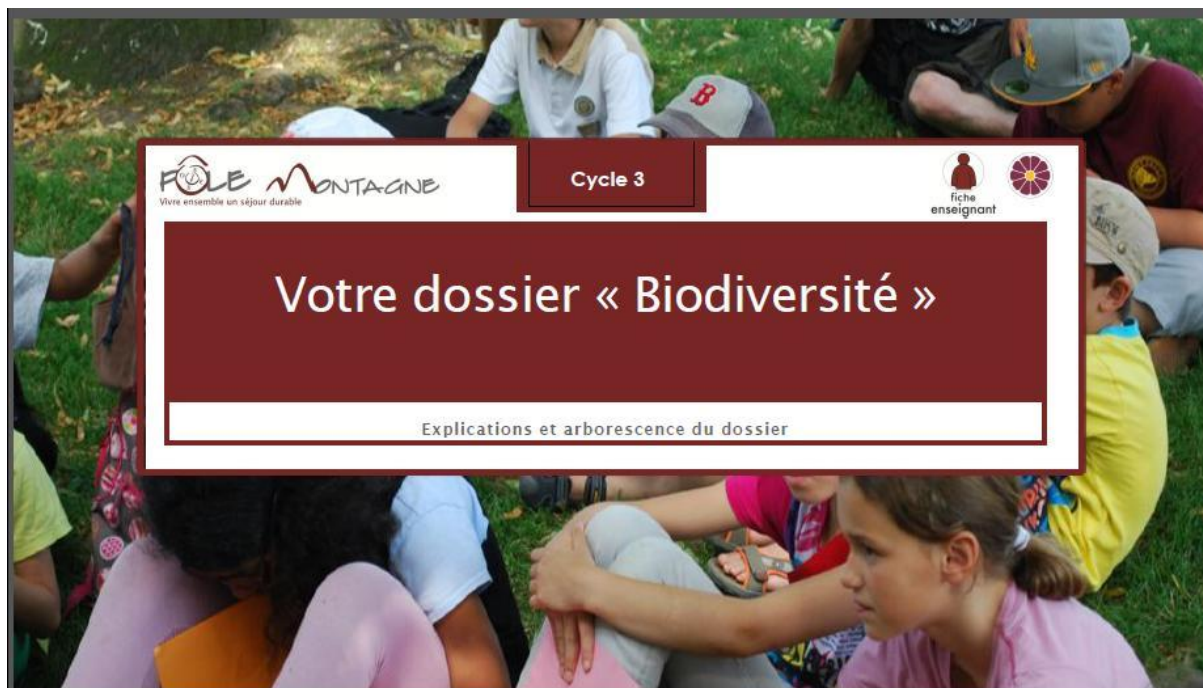 PÔLE MONTAGNE
Vivre ensemble un séjour durable
Cycle 3
fiche
enseignant
Votre dossier « Biodiversité »
Explications et arborescence du dossier
B